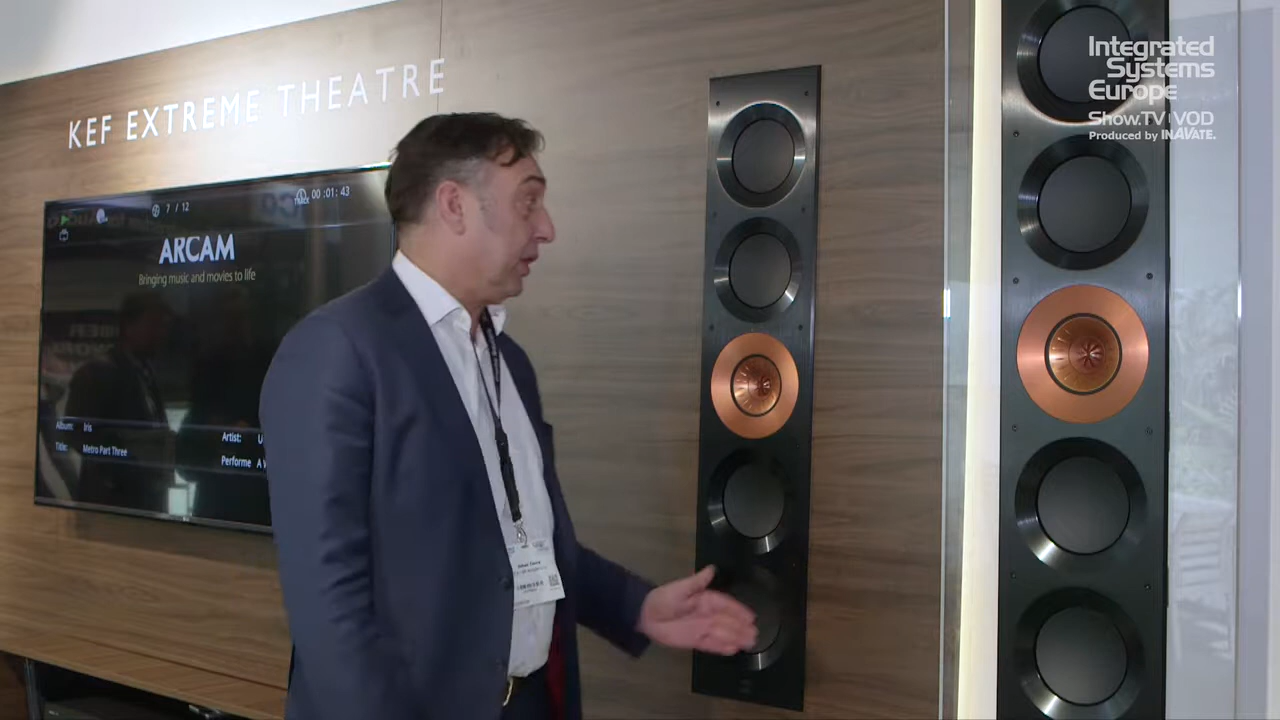 KEF EXTREME THEATRE
Integrated
Systems
Europe
Show.TV | VOD
Produced by INAVATE.
7 / 12
TRACK 00:01:43
ARCAM
Bringing music and movies to life
Album: Iris
Title: Metro Part Three
Artist: U
Performe A